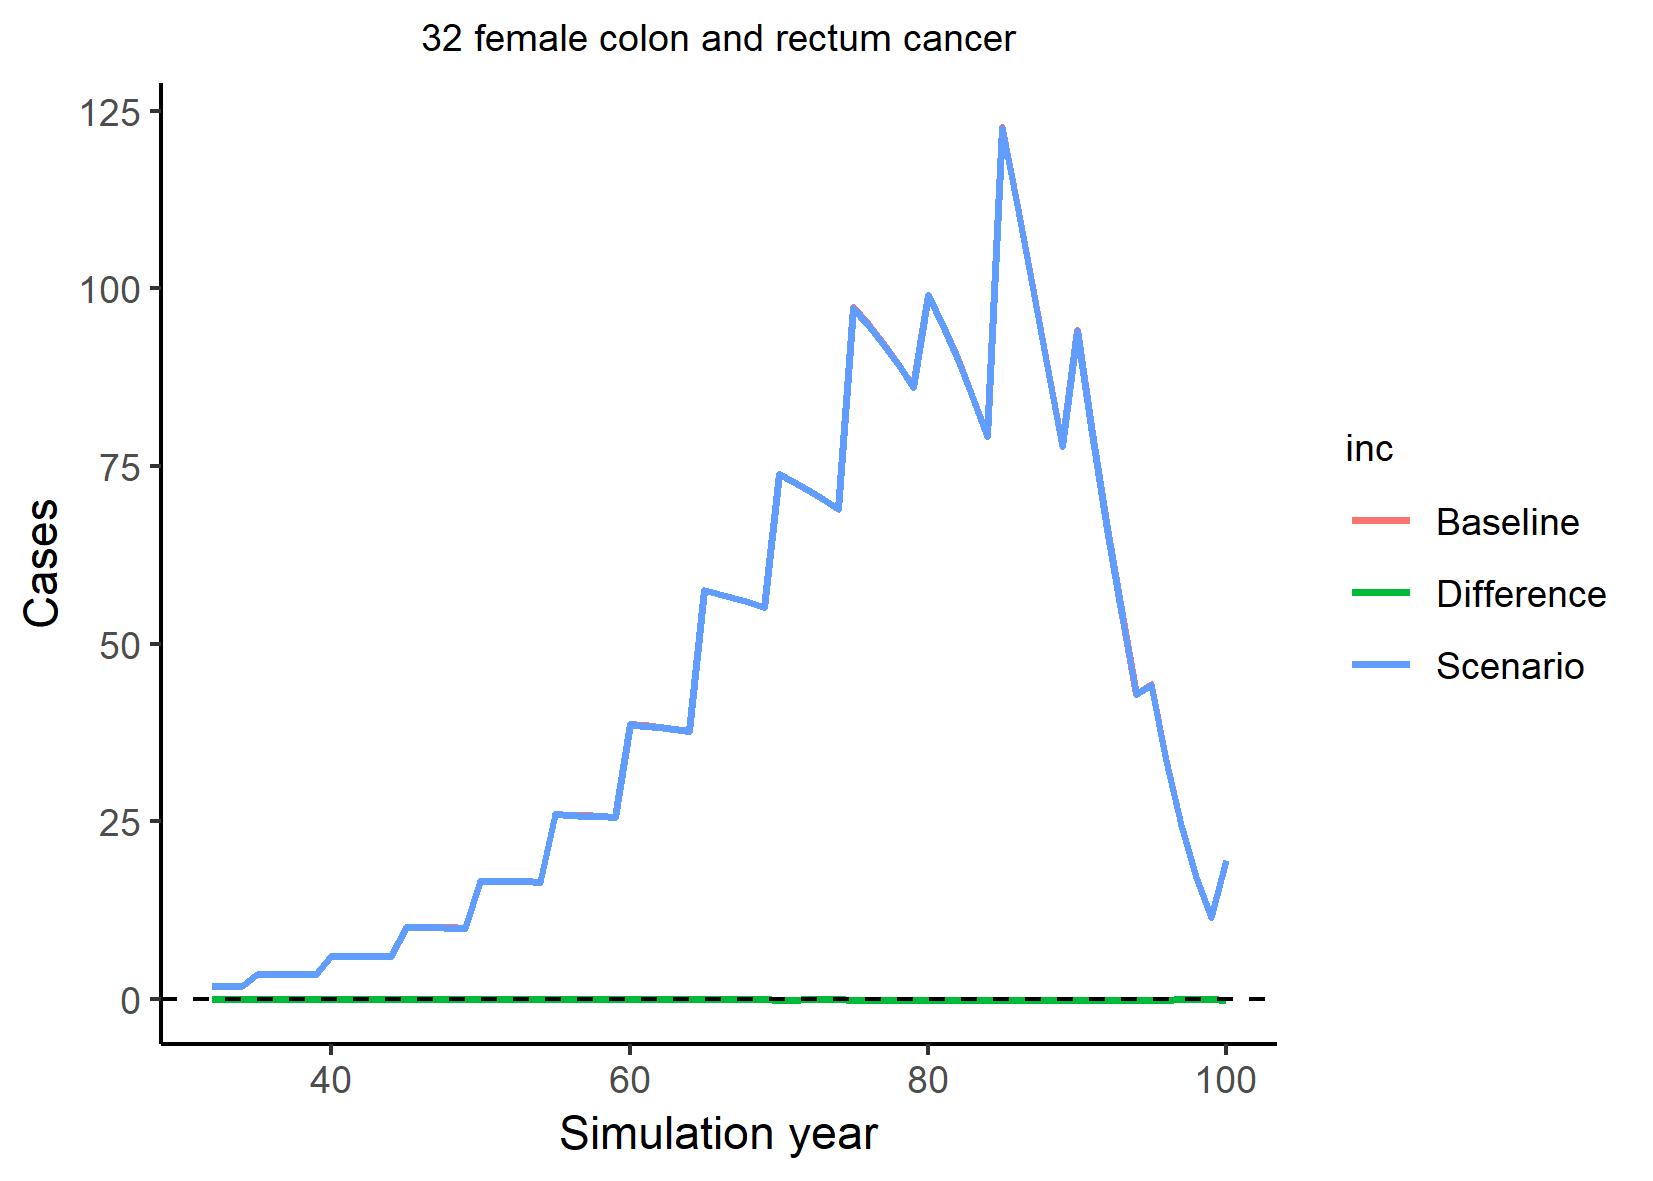 32 female colon and rectum cancer
125
100
75
50
25
0
Cases
40 60 80 100
Simulation year
inc
Baseline
Difference
Scenario